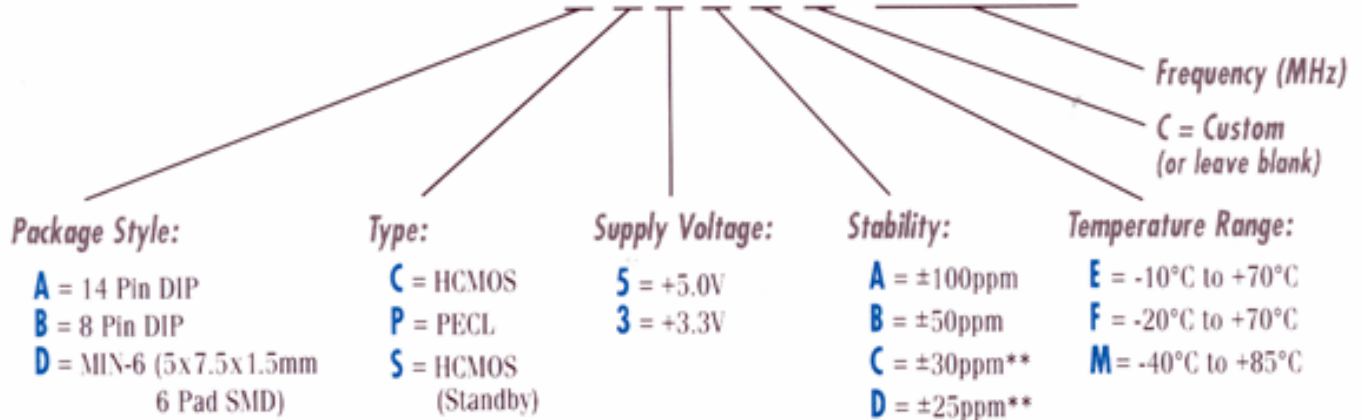 Frequency (MHz)
C = Custom
(or leave blank)
Package Style:
A = 14 Pin DIP
B = 8 Pin DIP
D = MIN-6 (5x7.5x1.5mm
6 Pad SMD)
Type:
C = HCMOS
P = PECL
S = HCMOS
(Standby)
Supply Voltage:
5 = +5.0V
3 = +3.3V
Stability:
A = ±100ppm
B = ±50ppm
C = ±30ppm**
D = ±25ppm**
Temperature Range:
E = -10°C to +70°C
F = -20°C to +70°C
M = -40°C to +85°C